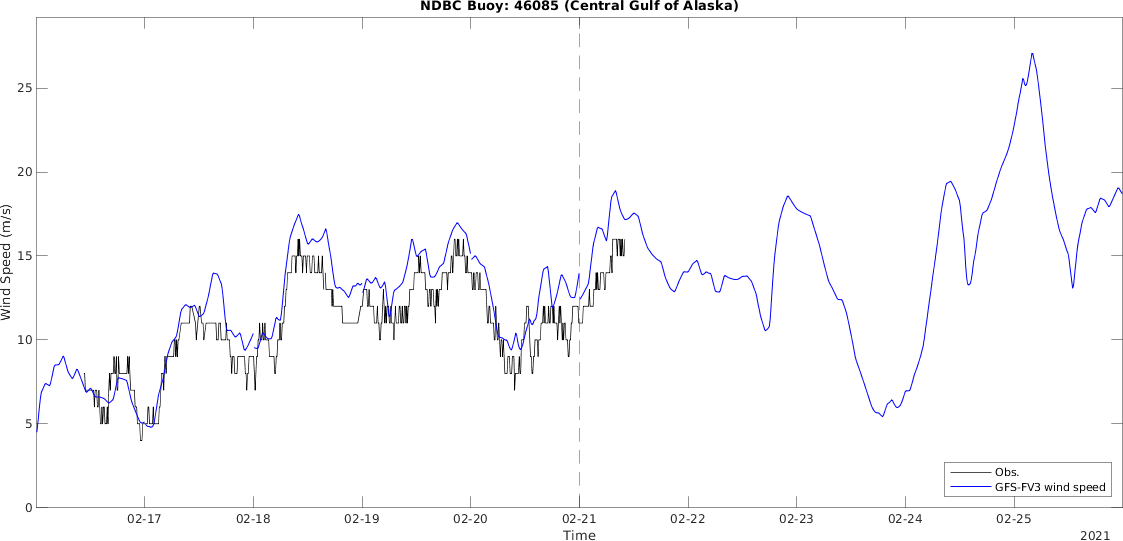 NDBC Buoy: 46085 (Central Gulf of Alaska)
Wind Speed (m/s)
25
20
15
10
5
0
02-17 02-18 02-19 02-20 02-21 02-22 02-23 02-24 02-25
Time
2021
Obs.
GFS-FV3 wind speed